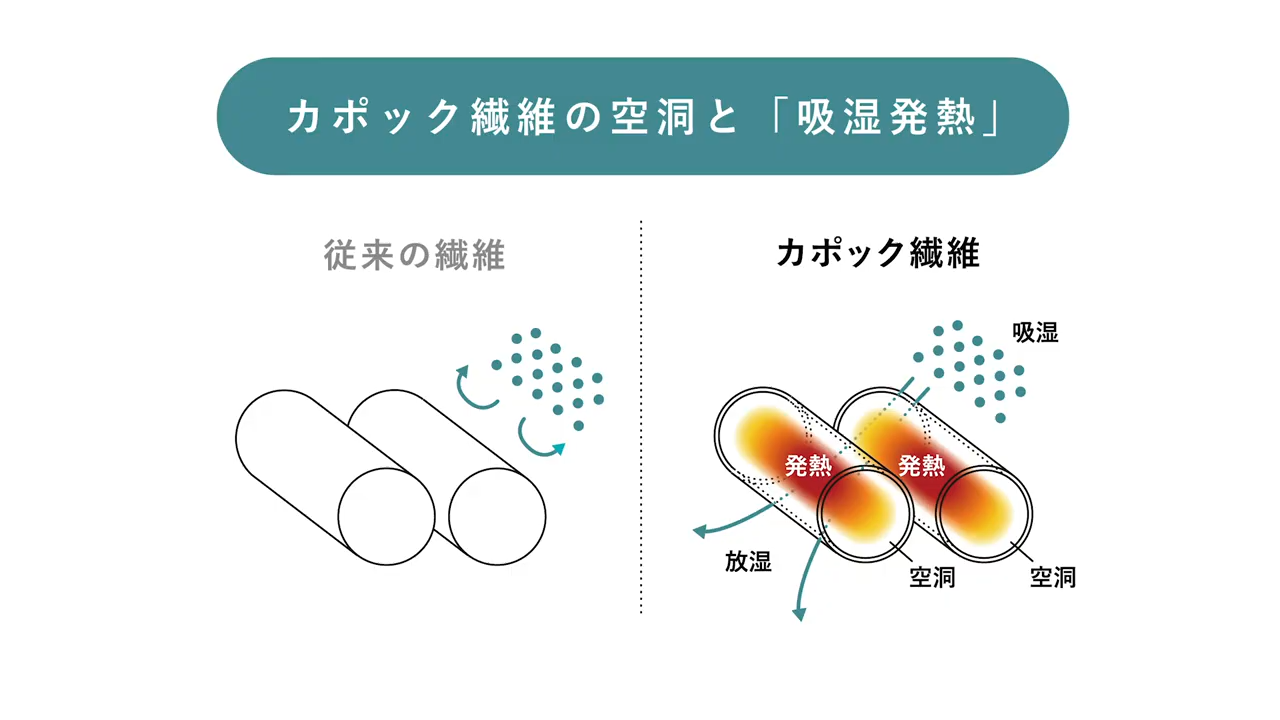 カポック繊維の空洞と「吸湿発熱」
従来の繊維
カポック繊維
吸湿
発熱
発熱
放湿
空洞
空洞